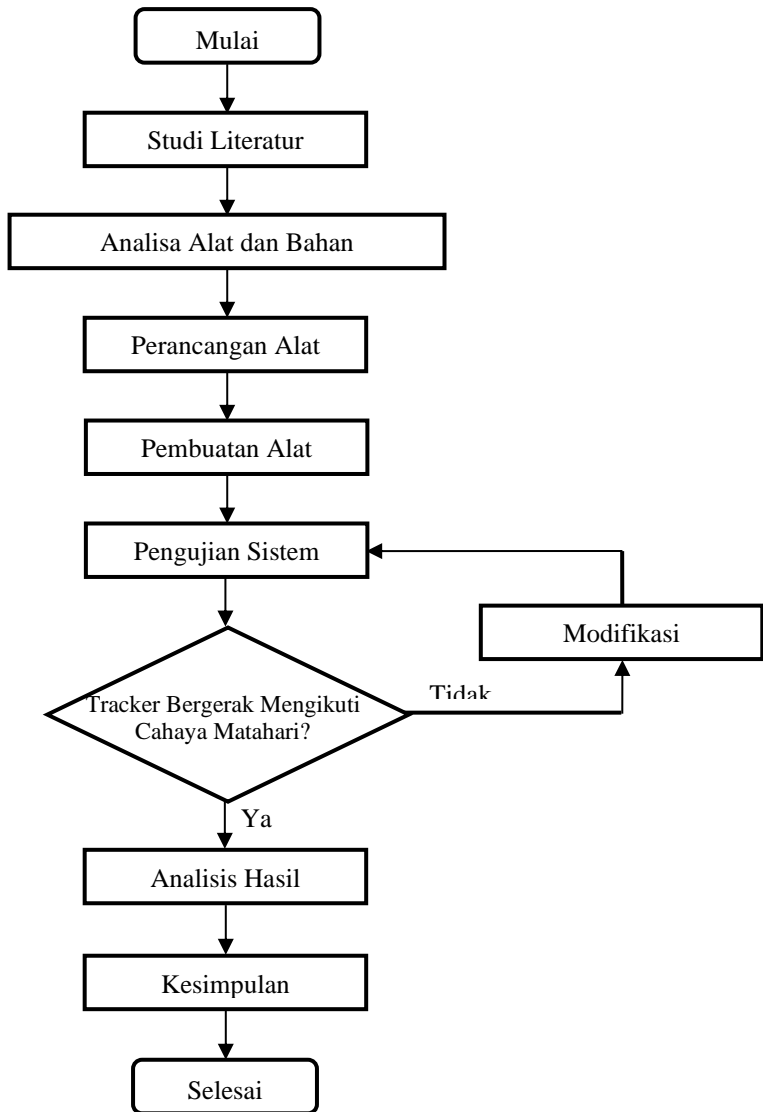 Mulai
Studi Literatur
Analisa Alat dan Bahan
Perancangan Alat
Pembuatan Alat
Pengujian Sistem
Modifikasi
Tracker Bergerak Mengikuti
Cahaya Matahari?
Tidak
Ya
Analisis Hasil
Kesimpulan
Selesai